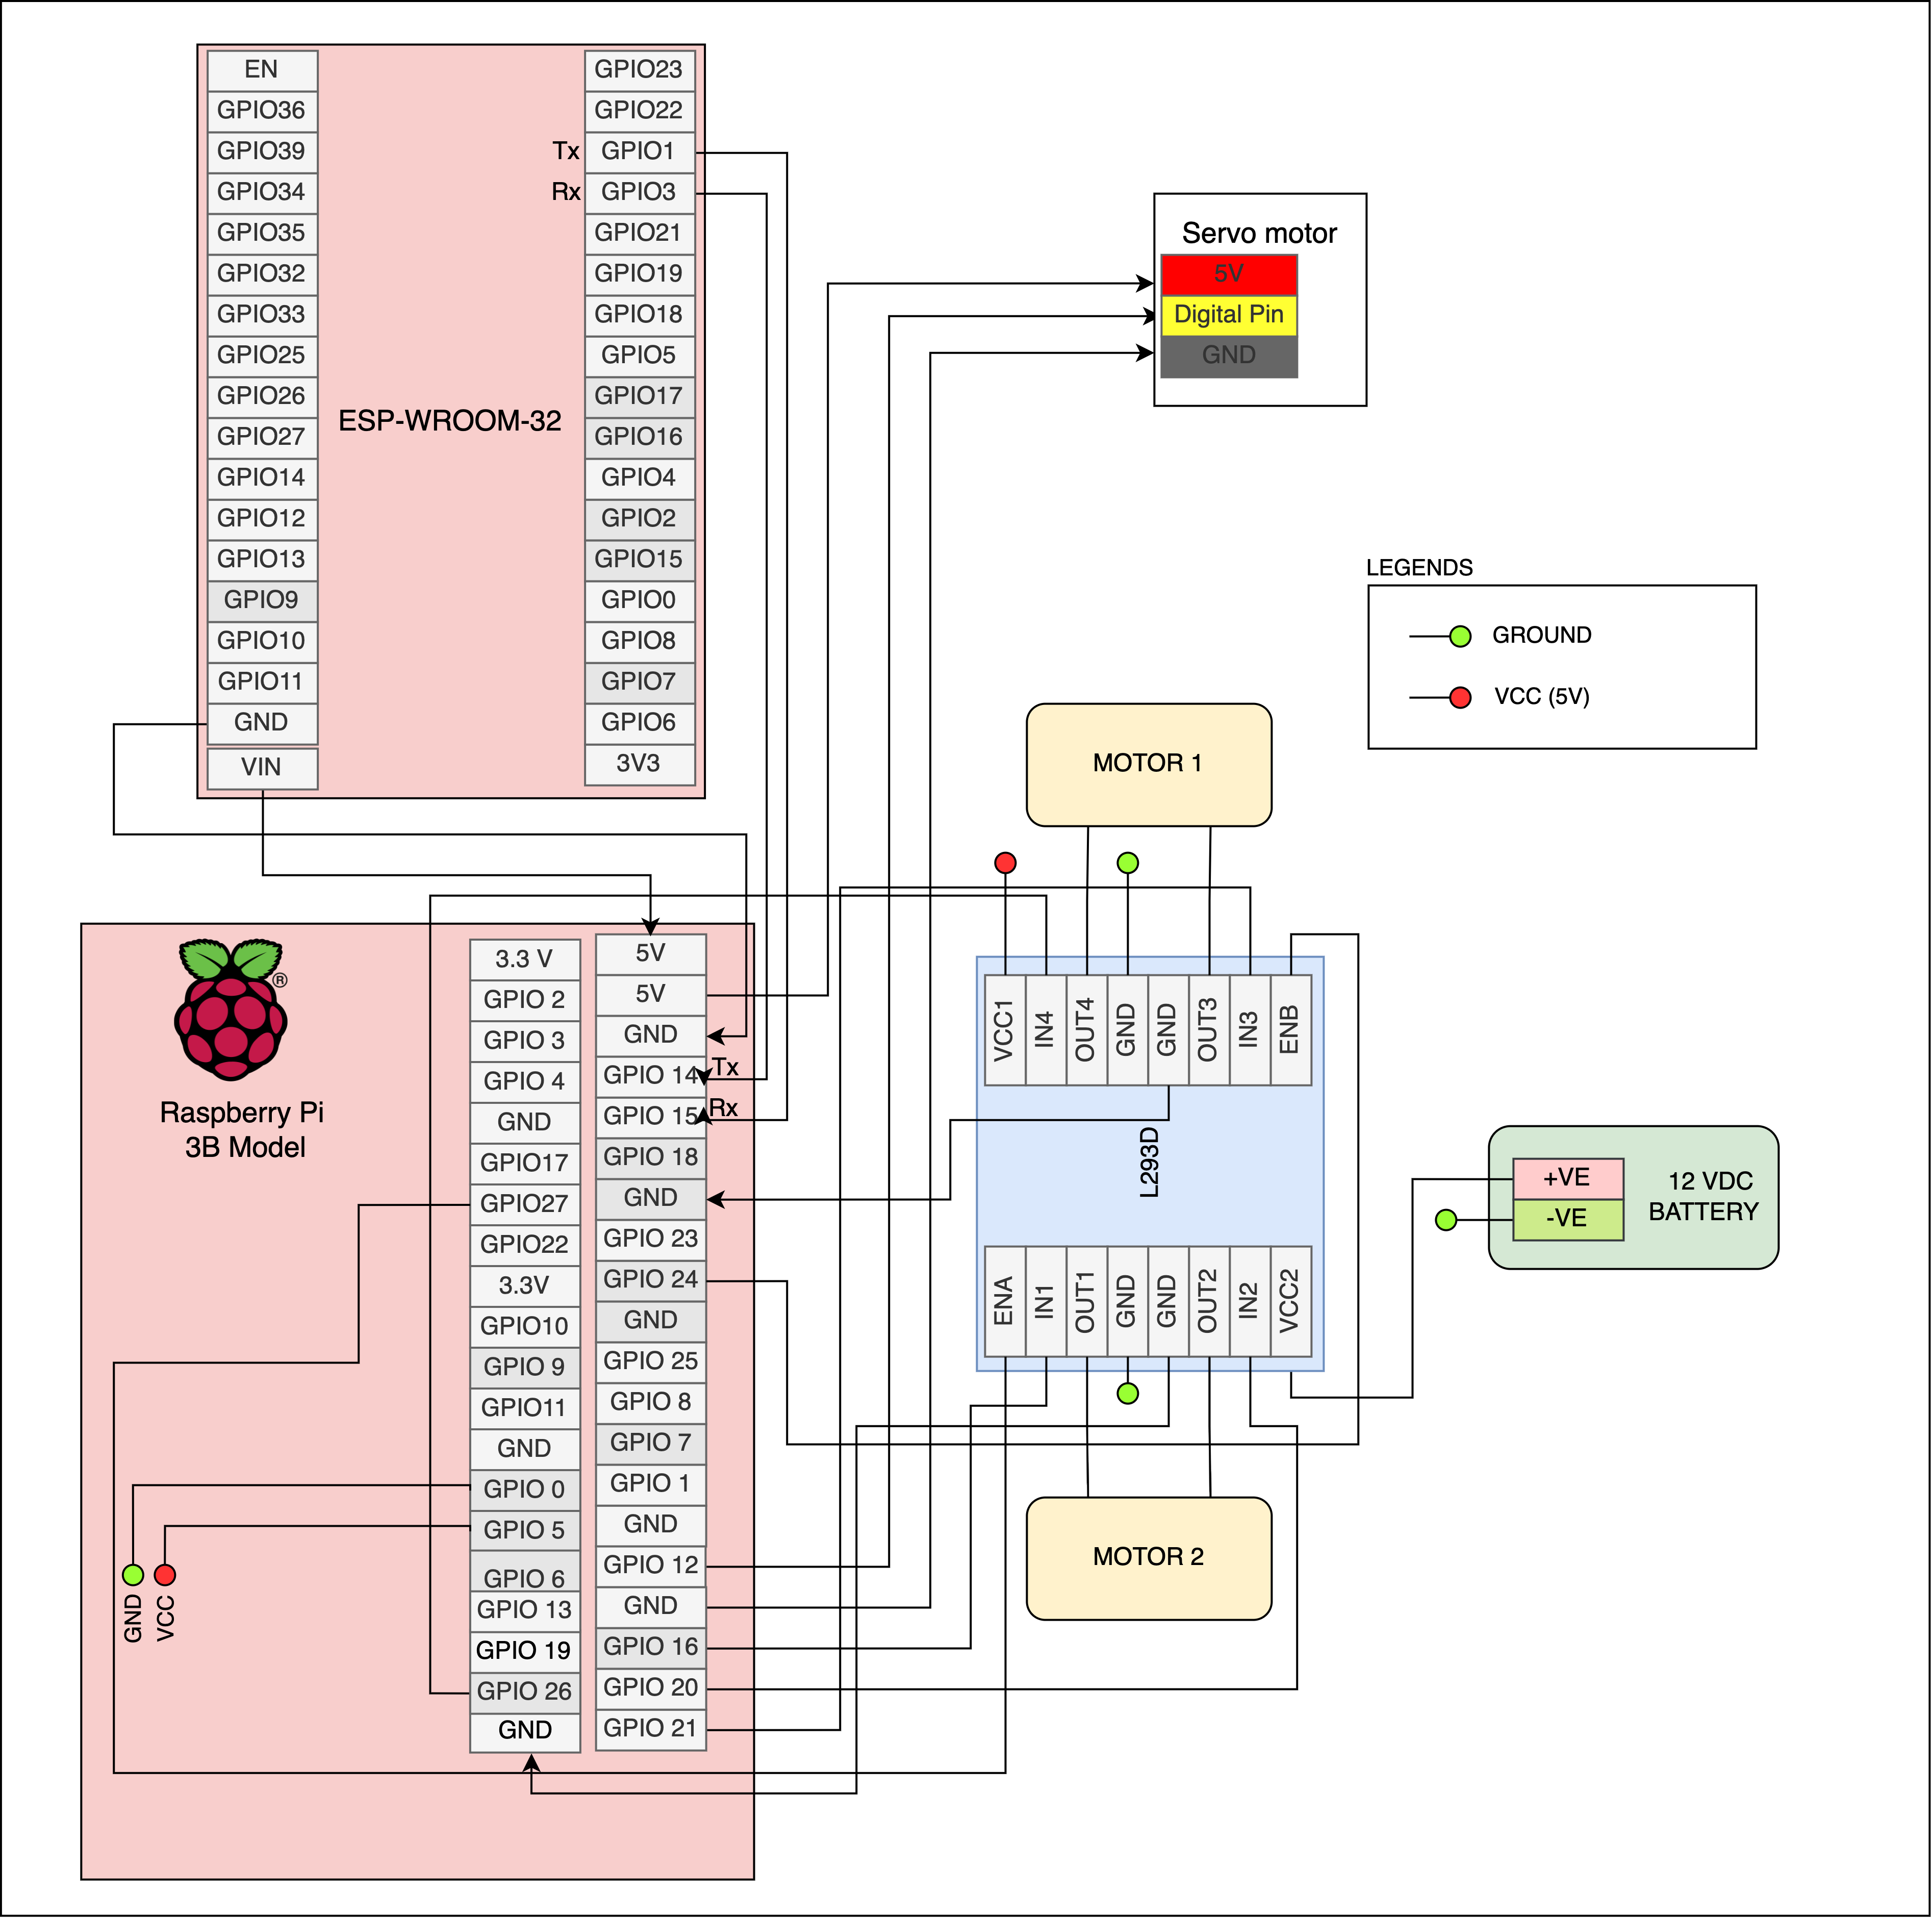 EN
GPIO36
GPIO39
GPIO34
GPIO35
GPIO32
GPIO33
GPIO25
GPIO26
GPIO27
GPIO14
GPIO12
GPIO13
GPIO9
GPIO10
GPIO11
GND
VIN
ESP-WROOM-32
Tx
Rx
GPIO23
GPIO22
GPIO1
GPIO3
GPIO21
GPIO19
GPIO18
GPIO5
GPIO17
GPIO16
GPIO4
GPIO2
GPIO15
GPIO0
GPIO8
GPIO7
GPIO6
3V3
Servo motor
5V
Digital Pin
GND
LEGENDS
GROUND
VCC (5V)
MOTOR 1
®
Raspberry Pi
3B Model
3.3 V
GPIO 2
GPIO 3
GPIO 4
GND
GPIO17
GPIO27
GPIO22
3.3V
GPIO10
GPIO 9
GPIO11
GND
GPIO 0
GPIO 5
GPIO 6
GPIO 13
GPIO 19
GPIO 26
GND
5V
5V
GND
GPIO 14
GPIO 15
GPIO 18
GND
GPIO 23
GPIO 24
GND
GPIO 25
GPIO 8
GPIO 7
GPIO 1
GND
GPIO 12
GND
GPIO 16
GPIO 20
GPIO 21
Tx
Rx
GND
VCC
VCC1
IN4
OUT4
GND
GND
OUT3
IN3
ENB
L293D
ENA
IN1
OUT1
GND
GND
OUT2
IN2
VCC2
+VE
-VE
12 VDC
BATTERY
MOTOR 2